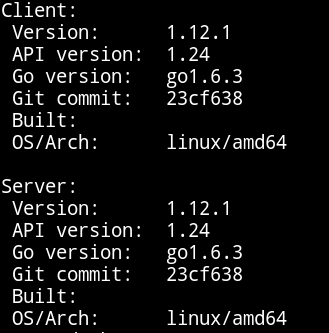 Client:
 Version:      1.12.1
 API version:  1.24
 Go version:   go1.6.3
 Git commit:   23cf638
 Built:
 OS/Arch:      linux/amd64

Server:
 Version:      1.12.1
 API version:  1.24
 Go version:   go1.6.3
 Git commit:   23cf638
 Built:
 OS/Arch:      linux/amd64